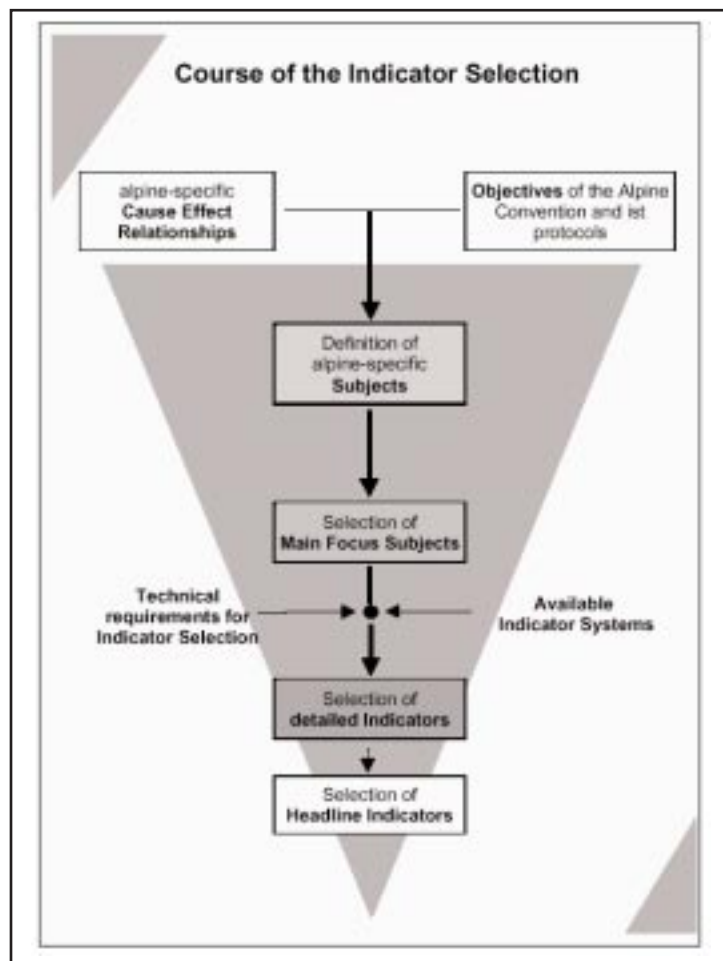 Course of the Indicator Selection
alpine-specific
Cause Effect
Relationships
Objectives of the Alpine
Convention and ist
protocols
Definition of
alpine-specific
Subjects
Selection of
Main Focus Subjects
Technical
requirements for
Indicator Selection
Available
Indicator Systems
Selection of
detailed Indicators
Selection of
Headline Indicators